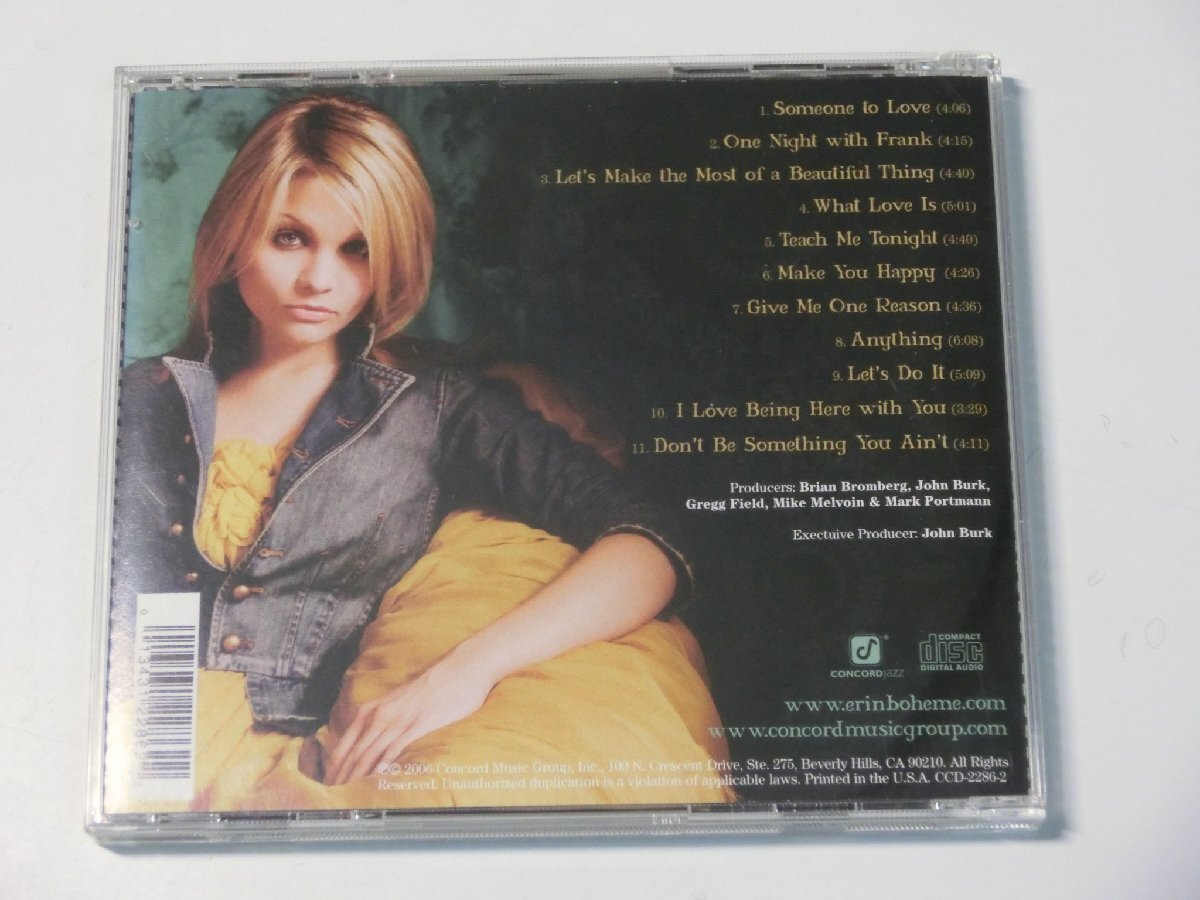 1. Someone to Love (4:06)
2. One Night with Frank (4:15)
3. Let's Make the Most of a Beautiful Thing (4:40)
4. What Love Is (5:01)
5. Teach Me Tonight (4:40)
6. Make You Happy (4:26)
7. Give Me One Reason (4:36)
8. Anything (6:08)
9. Let's Do It (5:09)
10. I Love Being Here with You (3:29)
11. Don't Be Something You Ain't (4:11)
Producers: Brian Bromberg, John Burk,
Gregg Field, Mike Melvoin & Mark Portmann
Exectuive Producer: John Burk
CONCORD jazz
COMPACT
disc
DIGITAL AUDIO
www.erinboheme.com
www.concordmusicgroup.com
℗© 2006 Concord Music Group, Inc., 100 N. Crescent Drive, Ste. 275, Beverly Hills, CA 90210. All Rights
Reserved. Unauthorized duplication is a violation of applicable laws. Printed in the U.S.A. CCD-2286-2